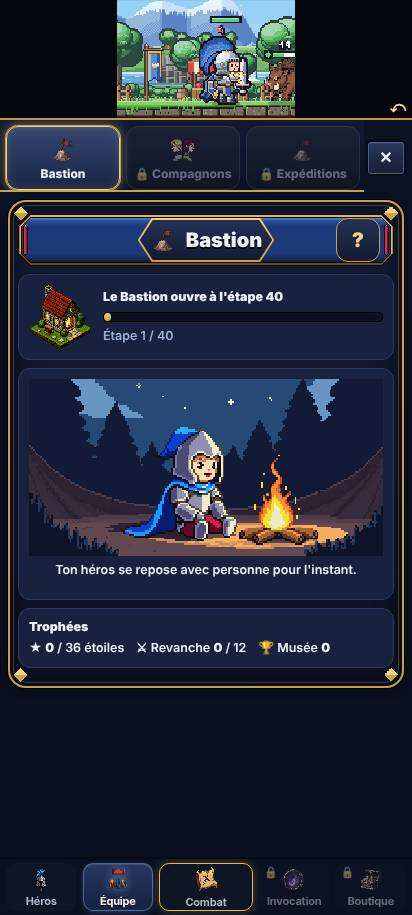 Bastion
Compagnons
Expéditions
×
Bastion
?
Le Bastion ouvre à l'étape 40
Étape 1 / 40
Ton héros se repose avec personne pour l'instant.
Trophées
★ 0 / 36 étoiles ⚔ Revanche 0 / 12 🏆 Musée 0
Héros
Équipe
Combat
Invocation
Boutique